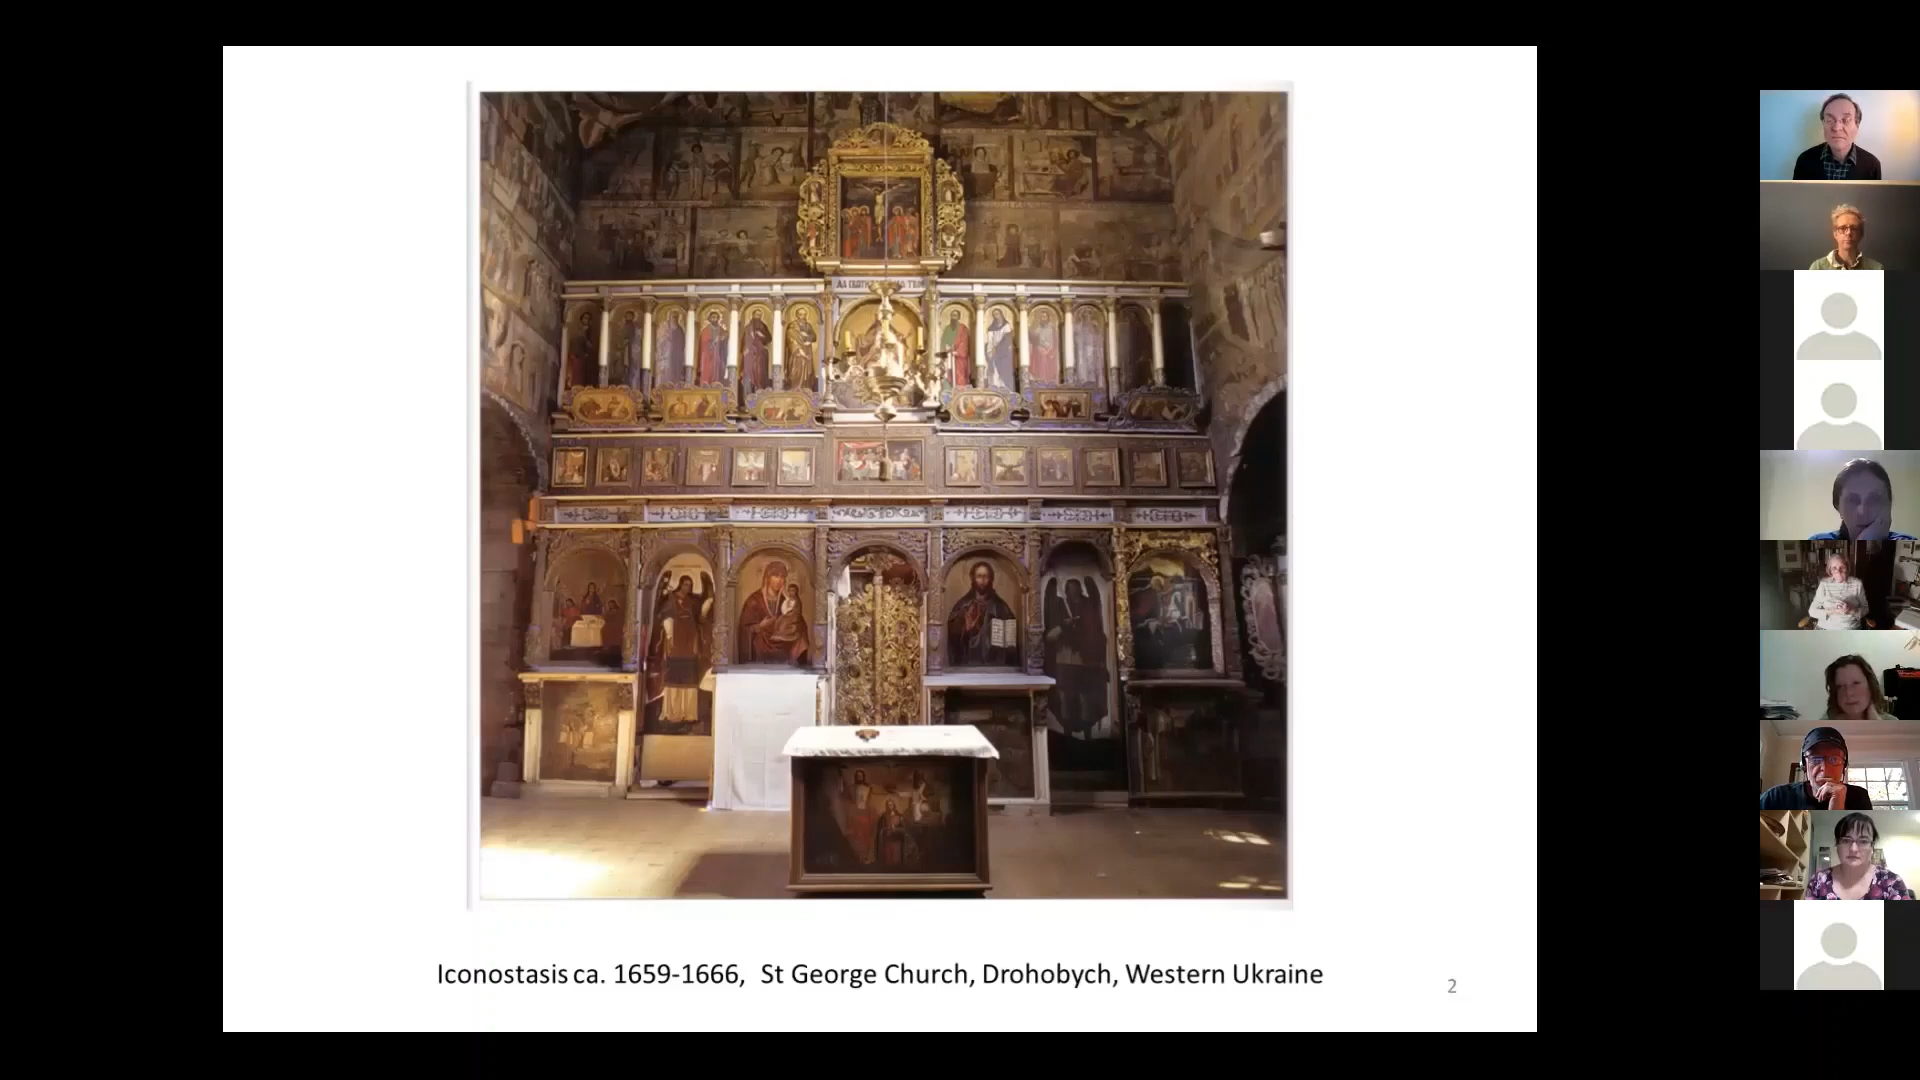 Iconostasis ca. 1659-1666, St George Church, Drohobych, Western Ukraine
2